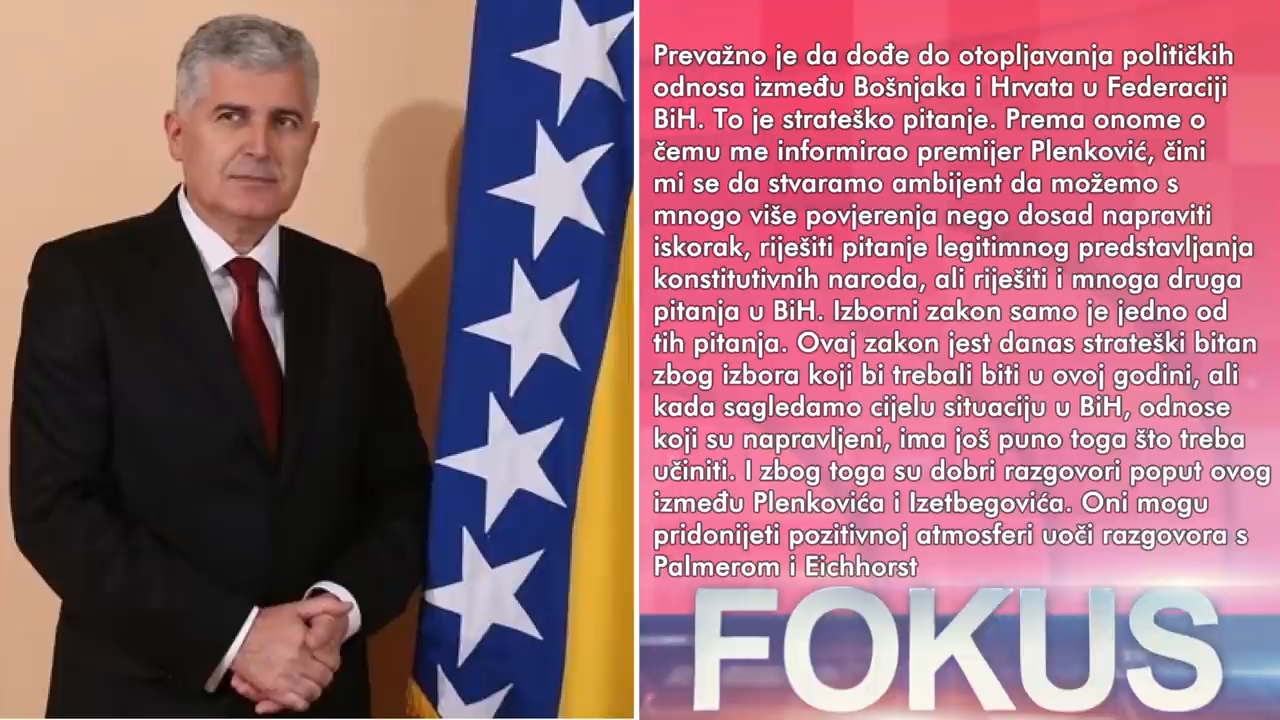 Prevažno je da dođe do otopljavanja političkih
odnosa između Bošnjaka i Hrvata u Federaciji
BiH. To je strateško pitanje. Prema onome o
čemu me informirao premijer Plenković, čini
mi se da stvaramo ambijent da možemo s
mnogo više povjerenja nego dosad napraviti
iskorak, riješiti pitanje legitimnog predstavljanja
konstitutivnih naroda, ali riješiti i mnoga druga
pitanja u BiH. Izborni zakon samo je jedno od
tih pitanja. Ovaj zakon jest danas strateški bitan
zbog izbora koji bi trebali biti u ovoj godini, ali
kada sagledamo cijelu situaciju u BiH, odnose
koji su napravljeni, ima još puno toga što treba
učiniti. I zbog toga su dobri razgovori poput ovog
između Plenkovića i Izetbegovića. Oni mogu
pridonijeti pozitivnoj atmosferi uoči razgovora s
Palmerom i Eichhorst
FOKUS